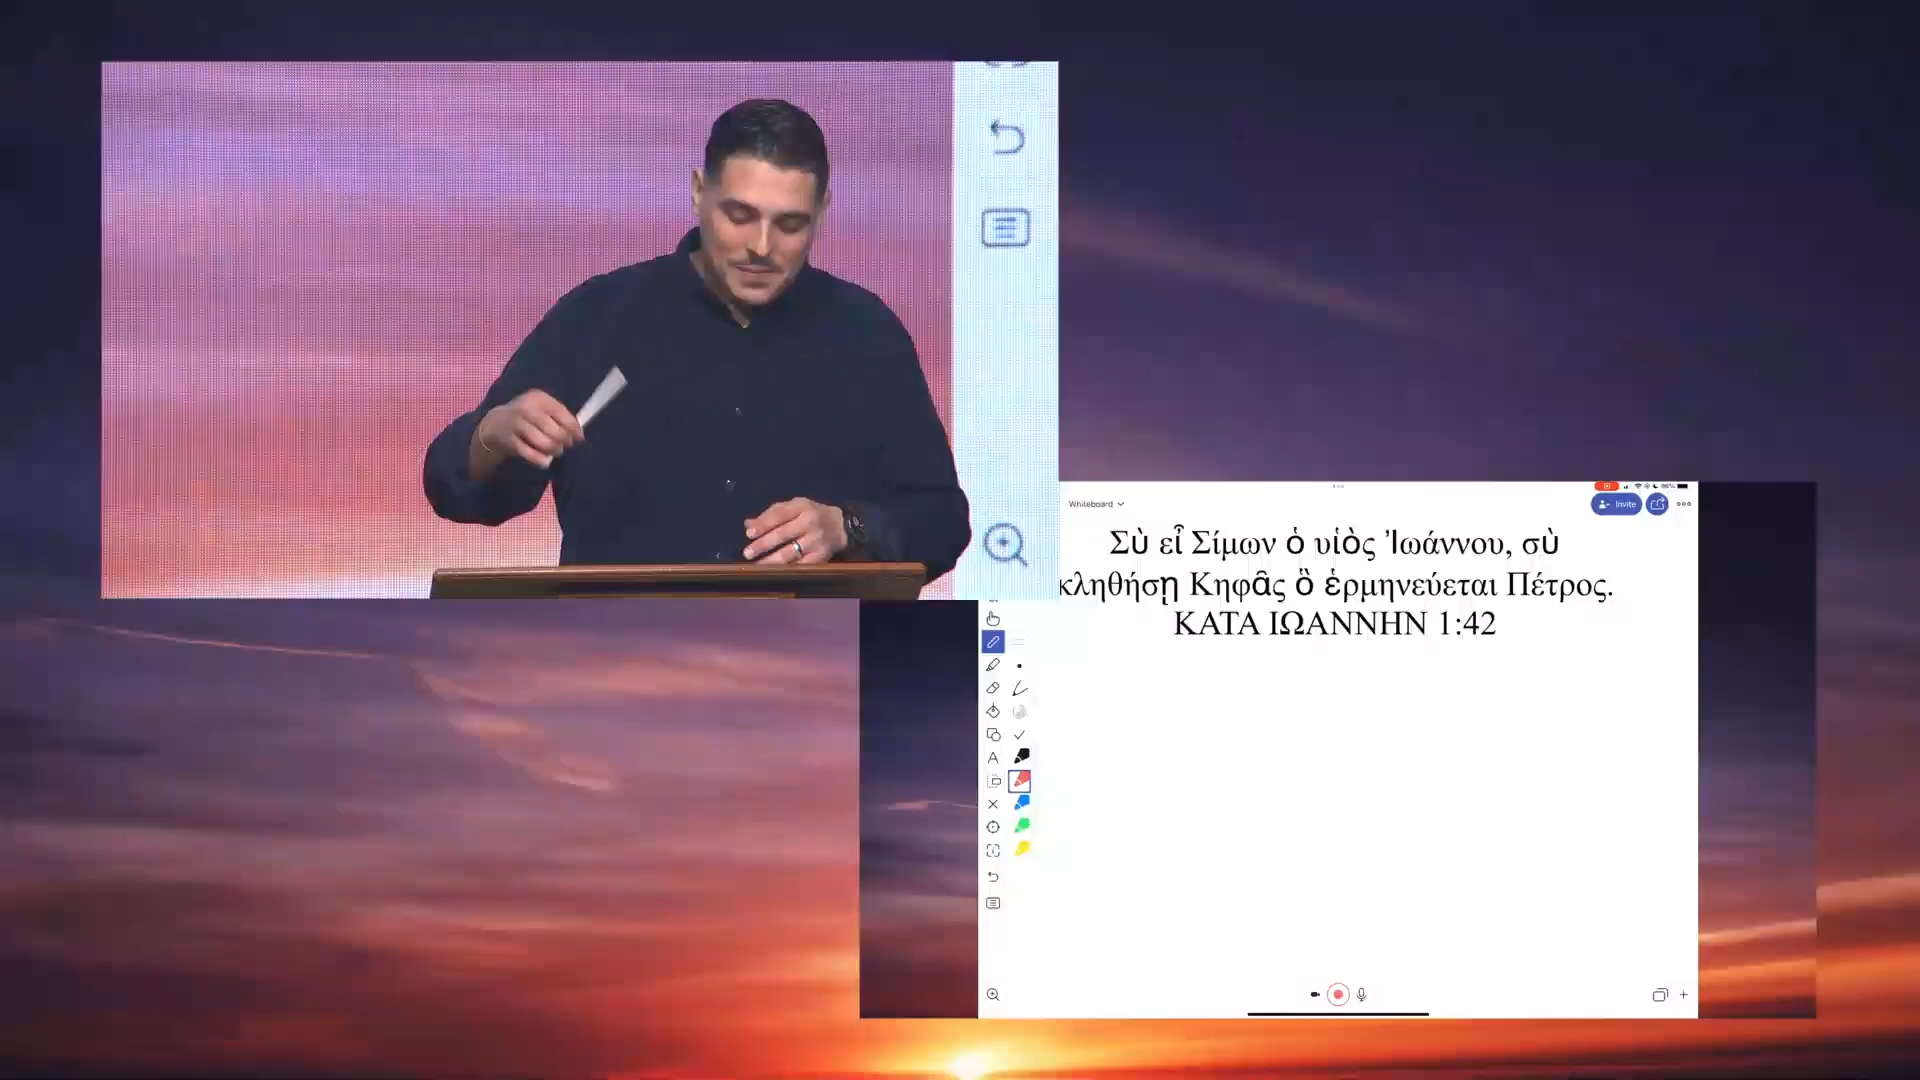 Whiteboard
Invite
Σὺ εἶ Σίμων ὁ υἱὸς Ἰωάννου, σὺ
κληθήσῃ Κηφᾶς ὃ ἑρμηνεύεται Πέτρος.
ΚΑΤΑ ΙΩΑΝΝΗΝ 1:42
A